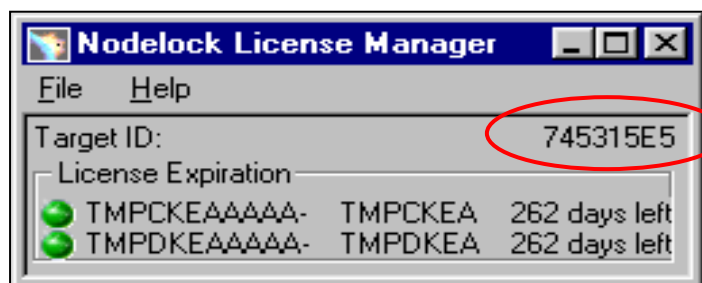 Nodelock License Manager
File Help
Target ID: 745315E5
License Expiration
TMPCKEAAAAA- TMPCKEA 262 days left
TMPDKEAAAAA- TMPDKEA 262 days left